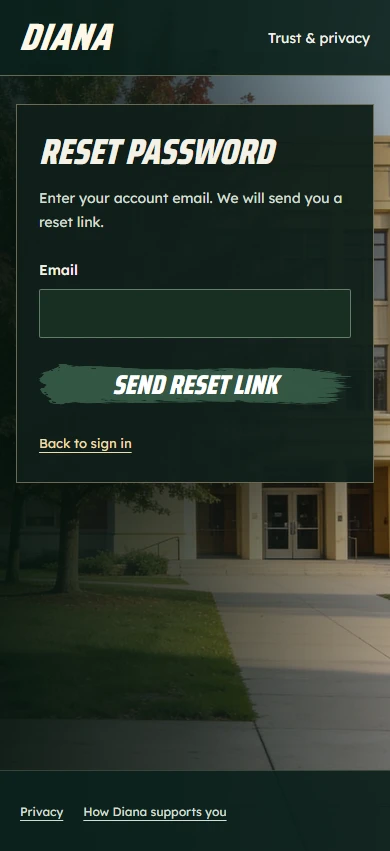 DIANA
Trust & privacy
RESET PASSWORD
Enter your account email. We will send you a
reset link.
Email
SEND RESET LINK
Back to sign in
Privacy
How Diana supports you